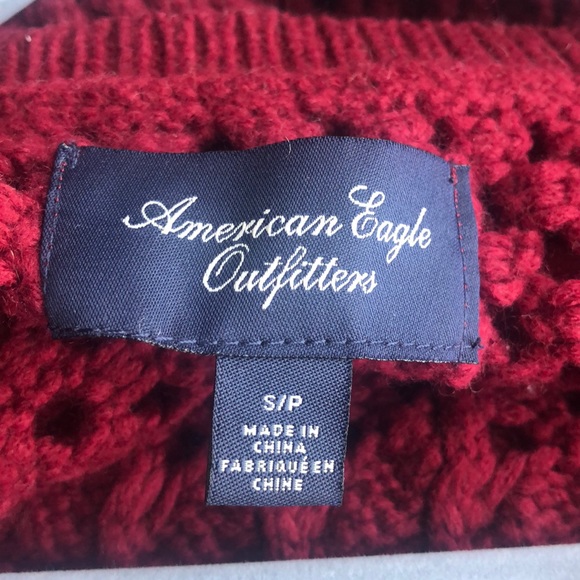 American Eagle
Outfitters
S/P
MADE IN
CHINA
FABRIQUÉ EN
CHINE